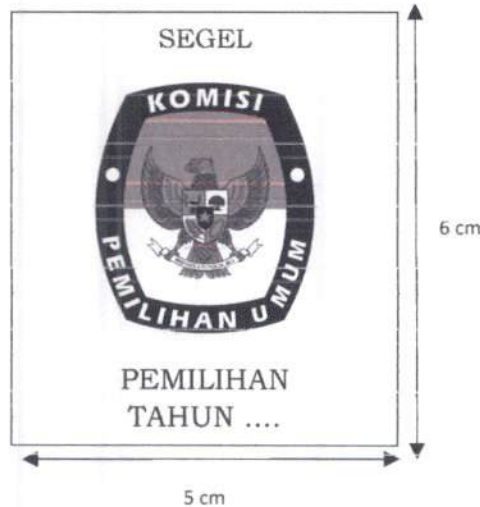 SEGEL
KOMISI
PEMILIHAN UMUM
PEMILIHAN
TAHUN ....
6 cm
5 cm